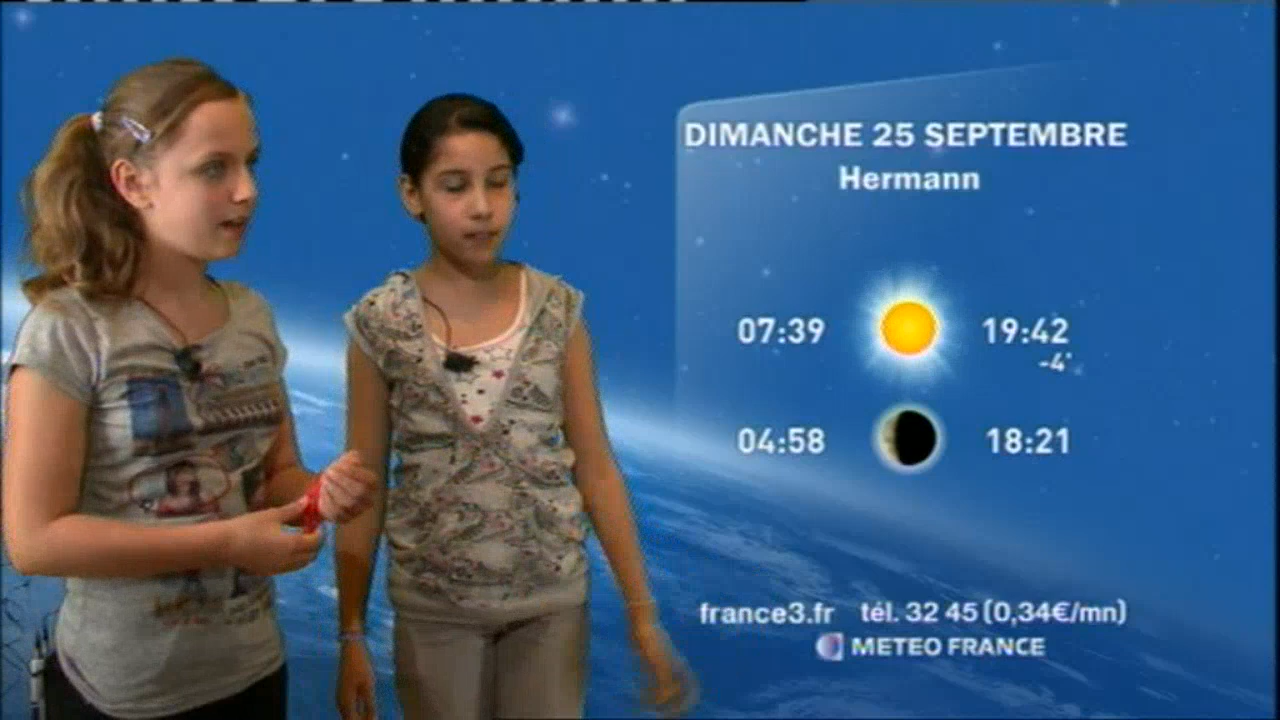 DIMANCHE 25 SEPTEMBRE
Hermann
07:39 19:42
-4'
04:58 18:21
france3.fr tél. 32 45 (0,34€/mn)
METEO FRANCE